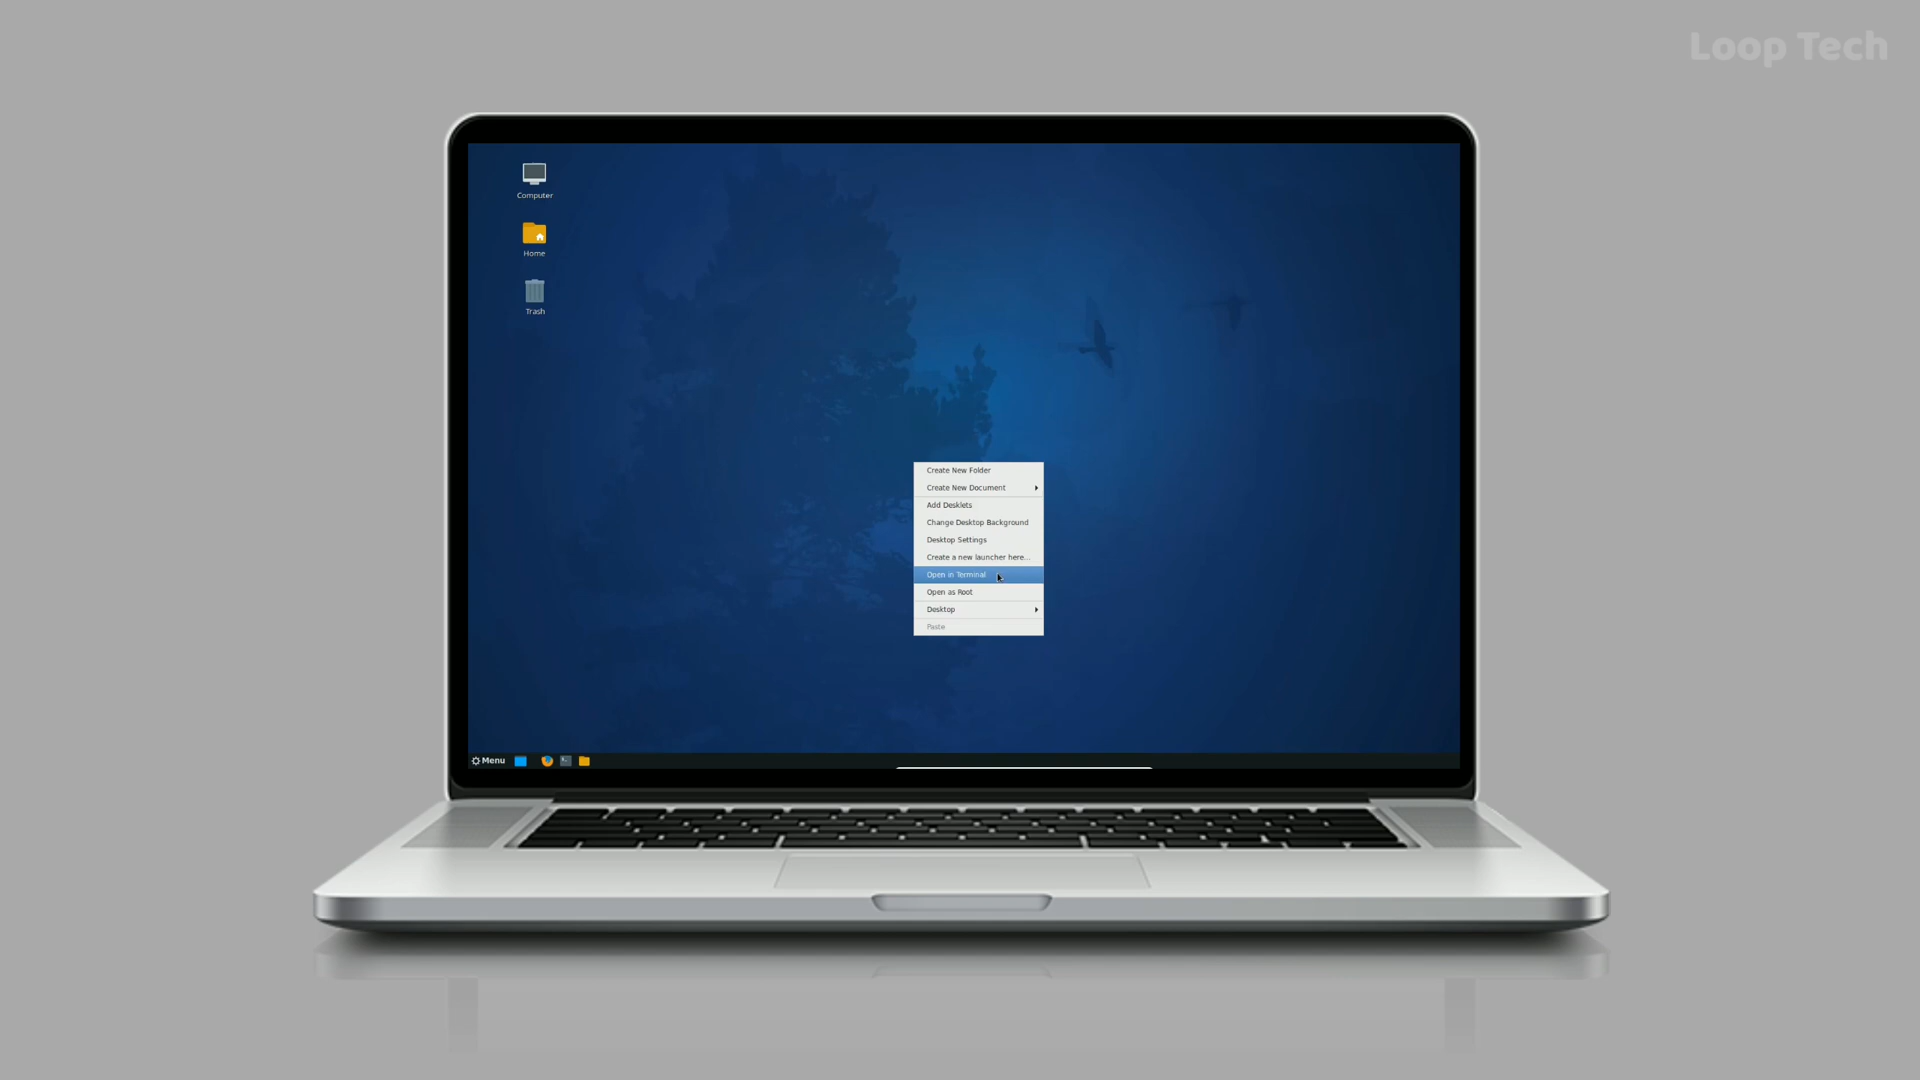 Loop Tech
Computer
Home
Trash
Create New Folder
Create New Document
Add Desklets
Change Desktop Background
Desktop Settings
Create a new launcher here...
Open in Terminal
Open as Root
Desktop
Paste
Menu